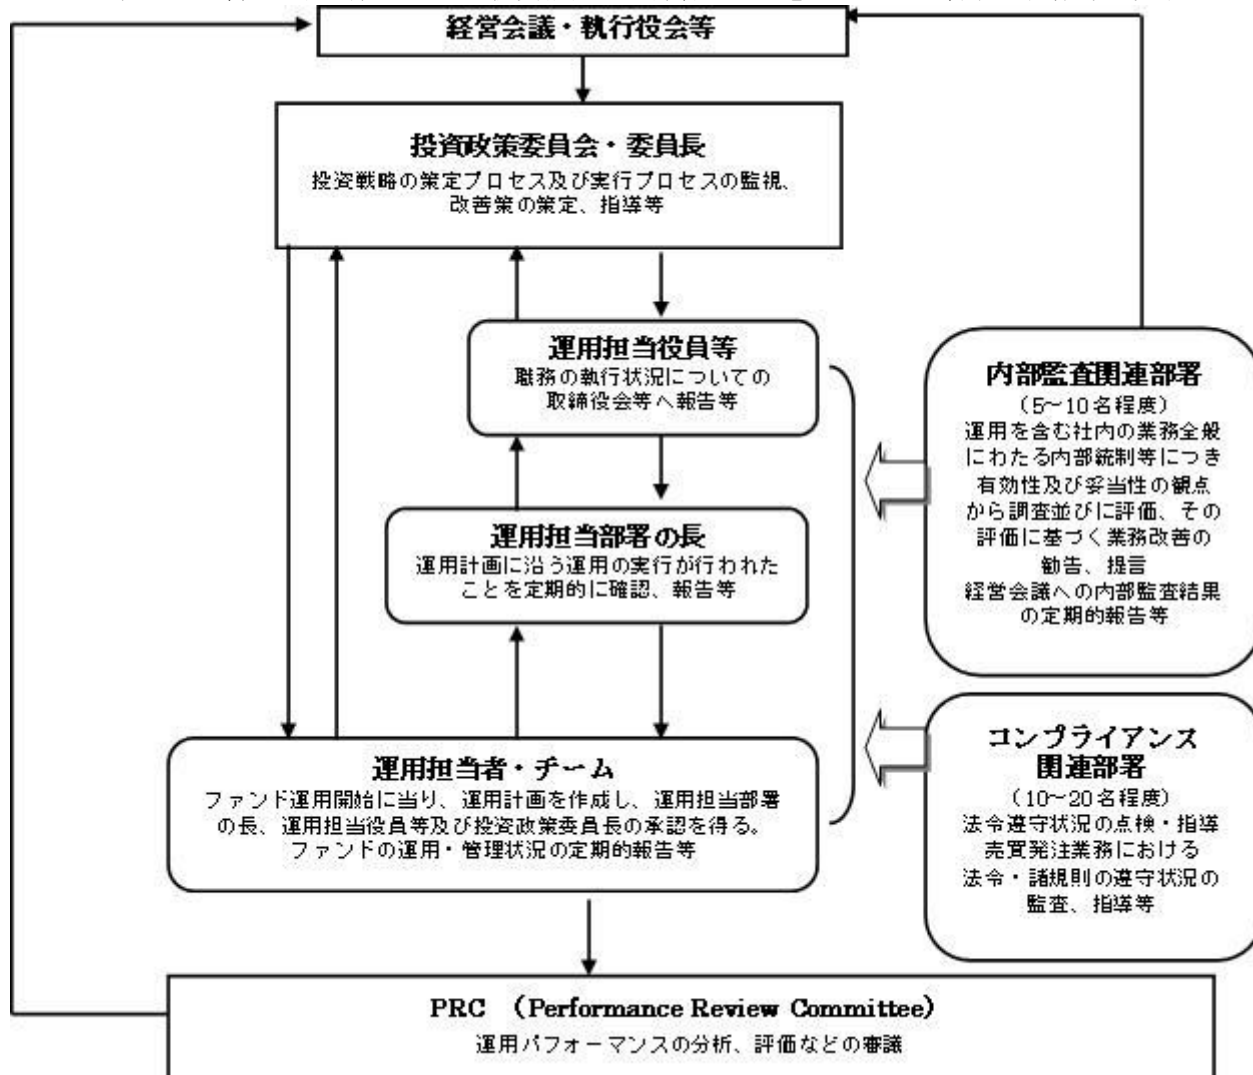 経営会議・執行役会等
投資政策委員会・委員長
投資戦略の策定プロセス及び実行プロセスの監視、
改善策の策定、指導等
運用担当役員等
職務の執行状況についての
取締役会等へ報告等
運用担当部署の長
運用計画に沿う運用の実行が行われた
ことを定期的に確認、報告等
運用担当者・チーム
ファンド運用開始に当り、運用計画を作成し、運用担当部署
の長、運用担当役員等及び投資政策委員長の承認を得る。
ファンドの運用・管理状況の定期的報告等
内部監査関連部署
（5～10名程度）
運用を含む社内の業務全般
にわたる内部統制等につき
有効性及び妥当性の観点
から調査並びに評価、その
評価に基づく業務改善の
勧告、提言
経営会議への内部監査結果
の定期的報告等
コンプライアンス
関連部署
（10～20名程度）
法令遵守状況の点検・指導
売買発注業務における
法令・諸規則の遵守状況の
監査、指導等
PRC （Performance Review Committee）
運用パフォーマンスの分析、評価などの審議